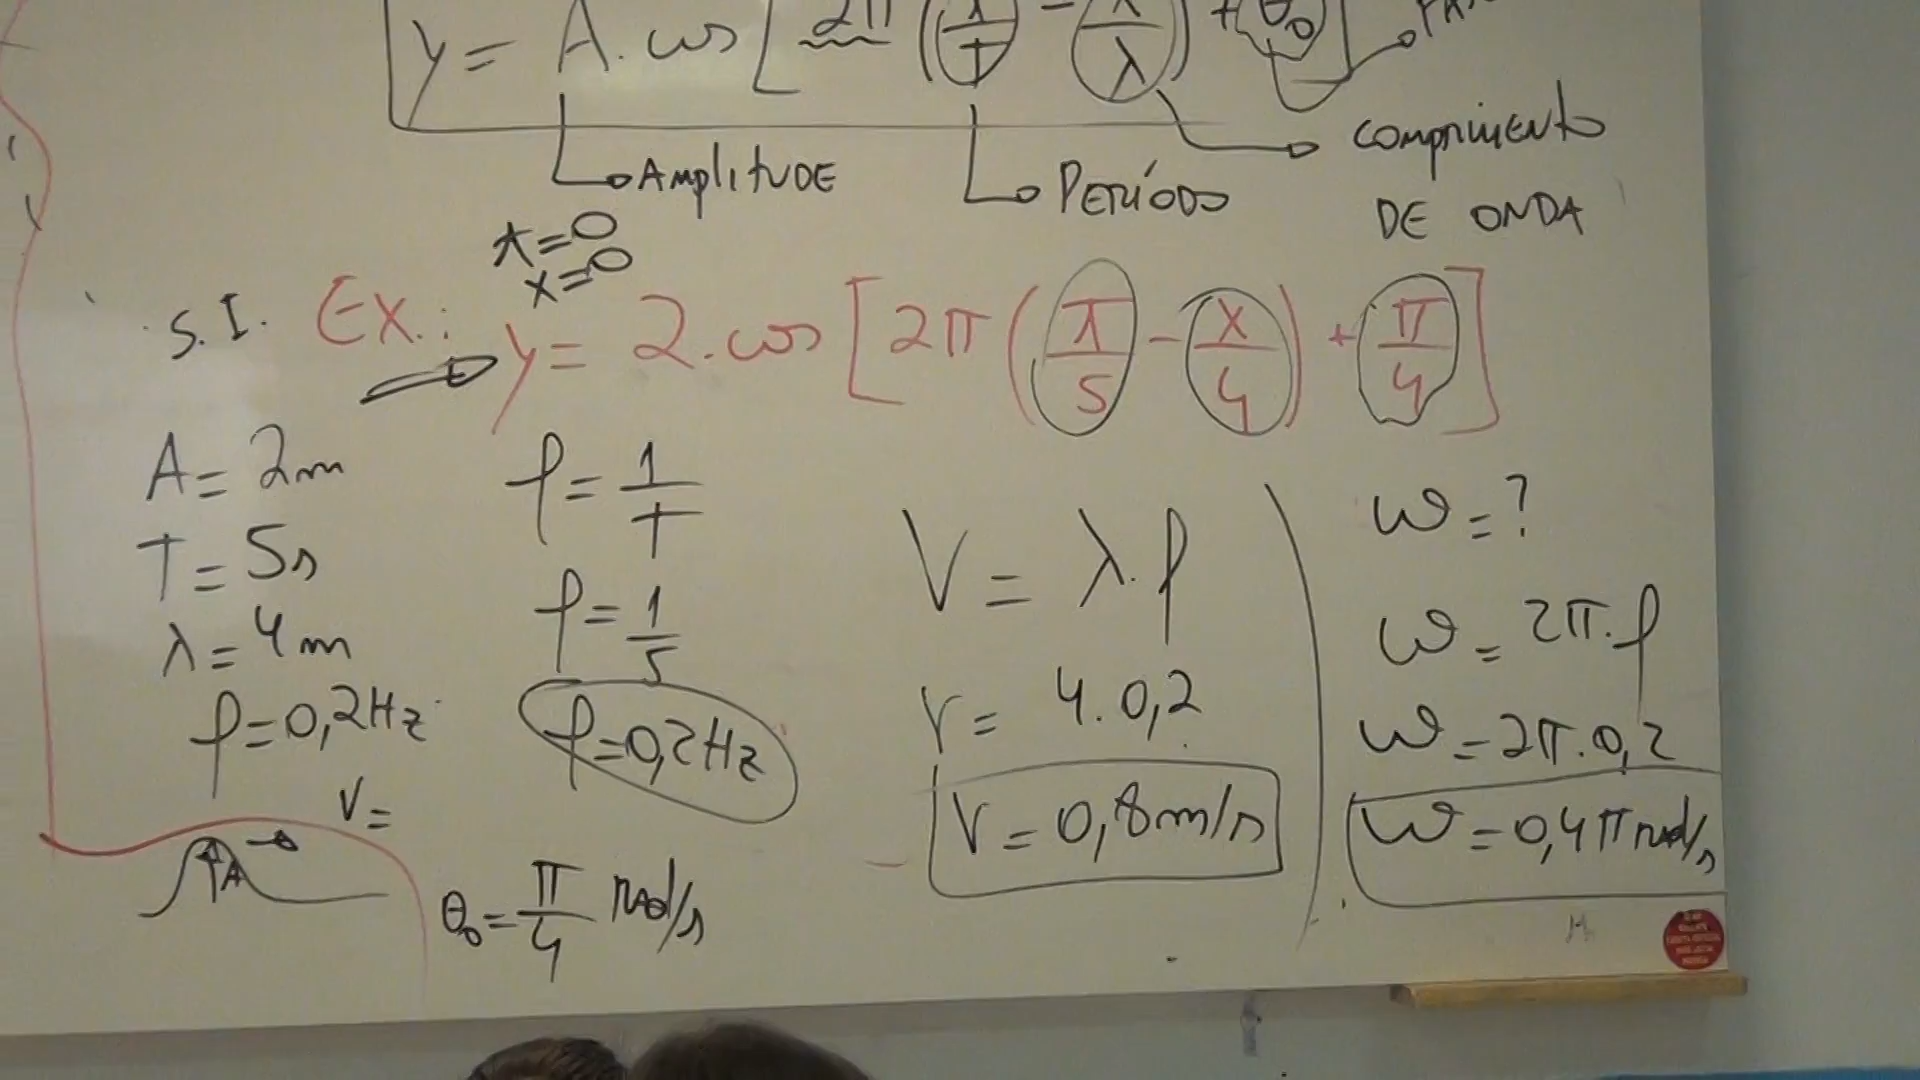 y = A. cos [2π (t/T - x/λ) + θ₀]
Amplitude
Período
comprimento
DE ONDA
t=0
x=0
S.I. Ex.: y = 2. cos [2π (t/5 - x/4) + π/4]
A = 2m
T = 5s
λ = 4m
f=0,2Hz
V=
A
f = 1/T
f = 1/5
f=0,2Hz
θ₀ = π/4 rad/s
V = λ. f
V = 4. 0,2
V = 0,8m/s
w = ?
w = 2π. f
w = 2π. 0,2
w = 0,4π rad/s